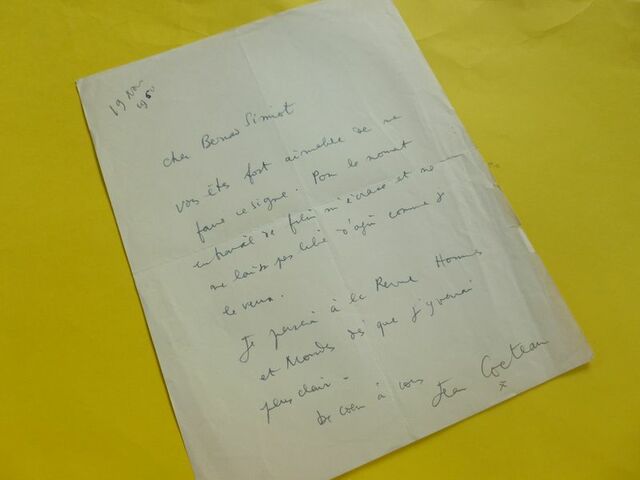 19 Nov
1950
Cher Bernard Simiot
vous êtes fort aimable de me
faire ce signe. Pour le moment
un travail de film m'écrase et ne
me laisse pas libre d'agir comme je
le veux.
Je penserai à la Revue Hommes
et Mondes dès que j'y verrai
plus clair -
De cœur à vous
Jean Cocteau